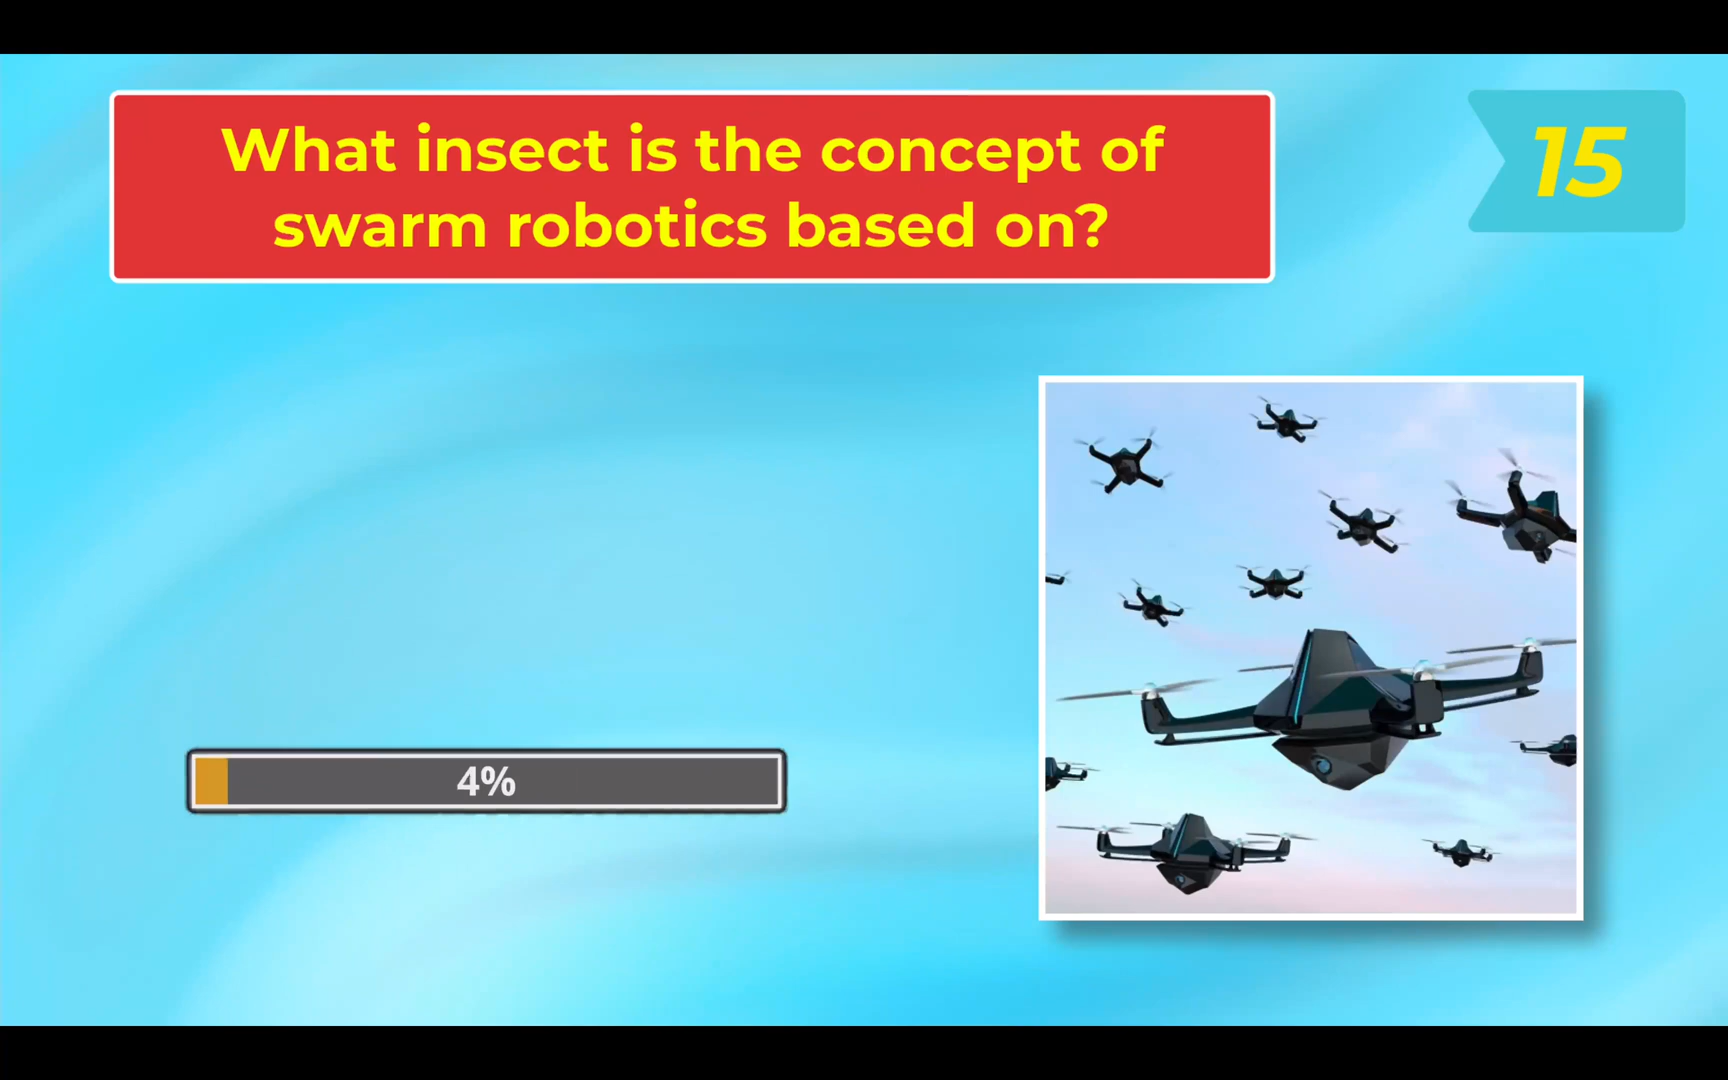 What insect is the concept of
swarm robotics based on?
15
4%